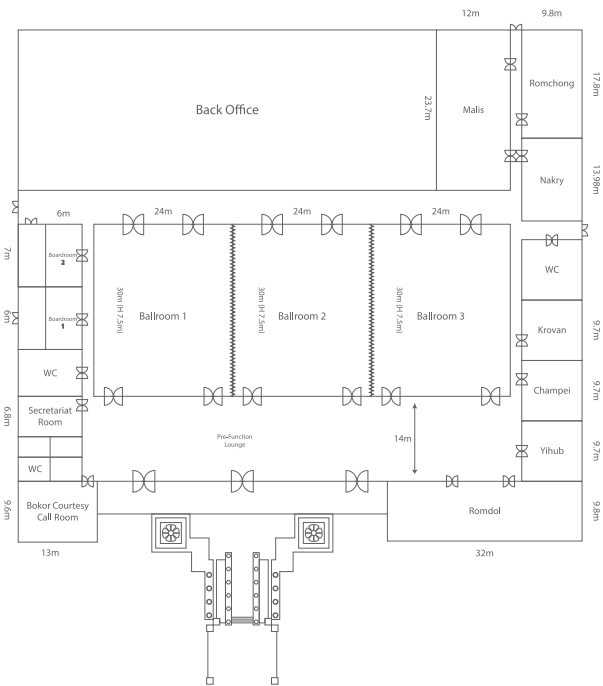 12m
9.8m
Back Office
23.7m
Malis
Romchong
17.8m
Nakry
13.98m
6m
24m
24m
24m
7m
Boardroom
2
WC
30m (H 7.5m)
30m (H 7.5m)
30m (H 7.5m)
6m
Boardroom
1
Ballroom 1
Ballroom 2
Ballroom 3
Krovan
9.7m
WC
Champei
9.7m
6.8m
Secretariat
Room
Pre-Function
Lounge
14m
Yihub
9.7m
WC
9.6m
Bokor Courtesy
Call Room
Romdol
9.8m
13m
32m